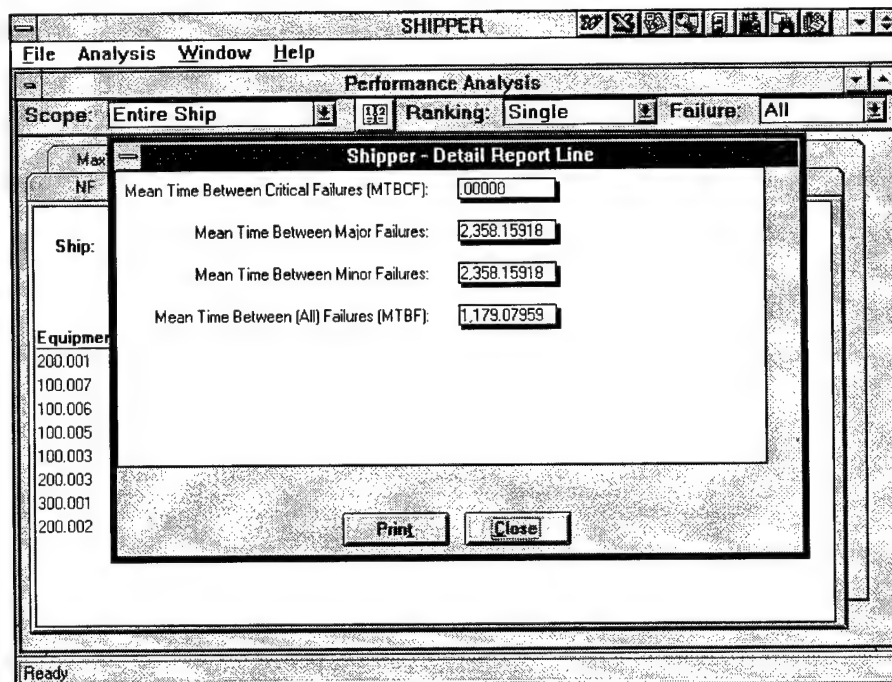 SHIPPER
File Analysis Window Help
Performance Analysis
Scope: Entire Ship Ranking: Single Failure: All
Max
NF
Shipper - Detail Report Line
Mean Time Between Critical Failures (MTBCF): .00000
Ship: Mean Time Between Major Failures: 2,358.15918
Mean Time Between Minor Failures: 2,358.15918
Mean Time Between (All) Failures (MTBF): 1,179.07959
Equipmer
200.001
100.007
100.006
100.005
100.003
200.003
300.001
200.002
Print Close
Ready